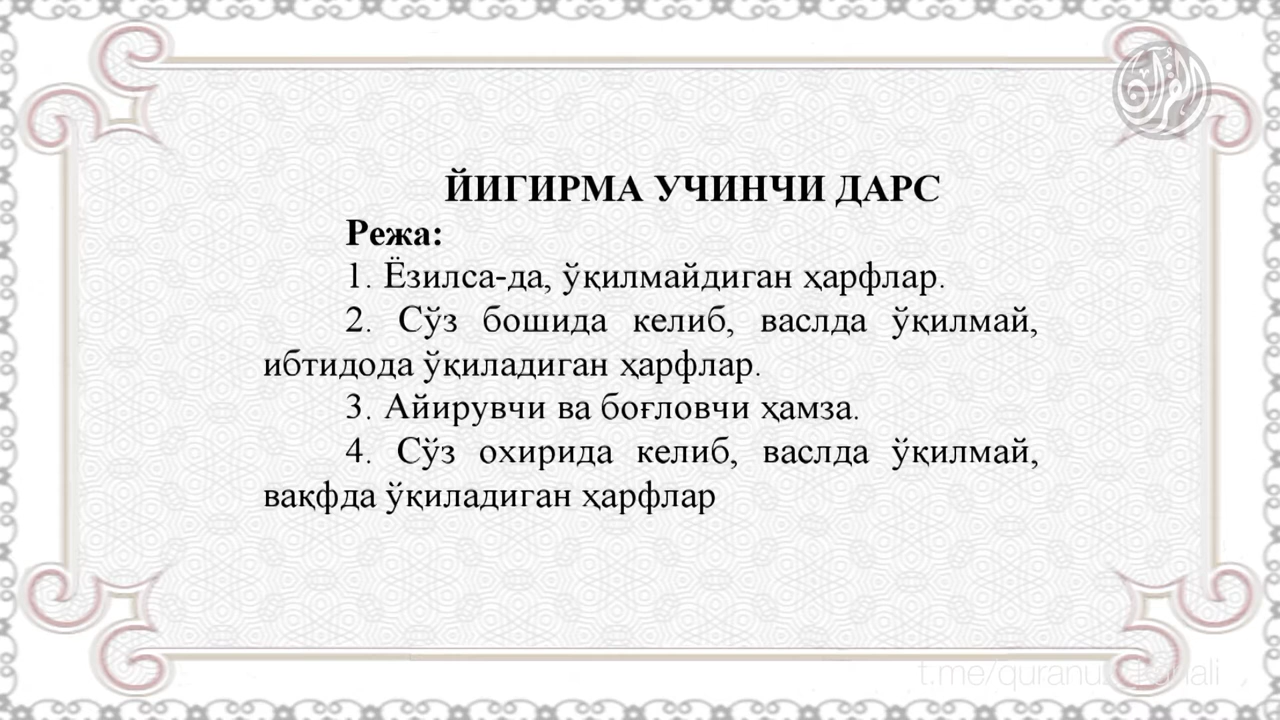 القرآن
ЙИГИРМА УЧИНЧИ ДАРС
Режа:
1. Ёзилса-да, ўқилмайдиган ҳарфлар.
2. Сўз бошида келиб, васлда ўқилмай,
ибтидода ўқиладиган ҳарфлар.
3. Айирувчи ва боғловчи ҳамза.
4. Сўз охирида келиб, васлда ўқилмай,
вақфда ўқиладиган ҳарфлар